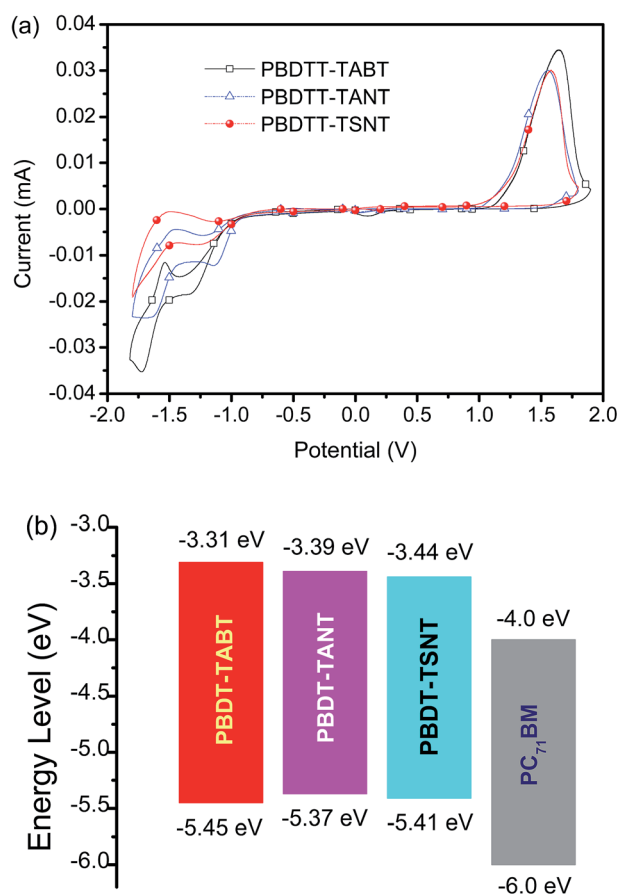 (a)
0.04
0.03
0.02
0.01
0.00
-0.01
-0.02
-0.03
-0.04
Current (mA)
PBDTT-TABT
PBDTT-TANT
PBDTT-TSNT
-2.0 -1.5 -1.0 -0.5 0.0 0.5 1.0 1.5 2.0
Potential (V)
(b)
-3.0
-3.5
-4.0
-4.5
-5.0
-5.5
-6.0
Energy Level (eV)
-3.31 eV
PBDT-TABT
-5.45 eV
-3.39 eV
PBDT-TANT
-5.37 eV
-3.44 eV
PBDT-TSNT
-5.41 eV
-4.0 eV
PC₇₁BM
-6.0 eV